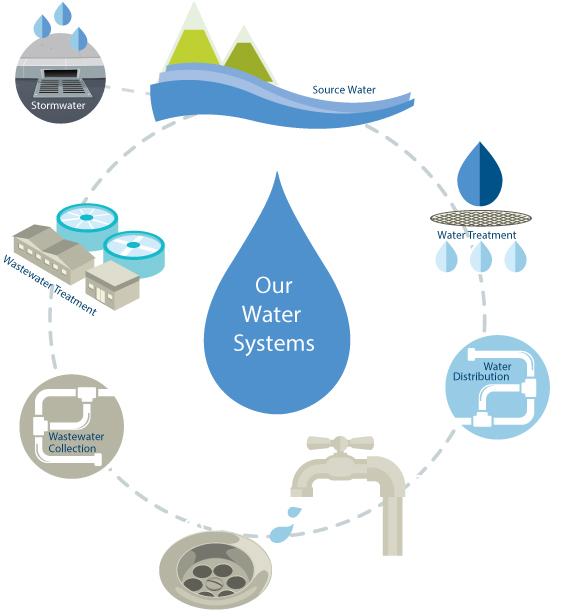 Stormwater
Source Water
Water Treatment
Wastewater Treatment
Our
Water
Systems
Water
Distribution
Wastewater
Collection